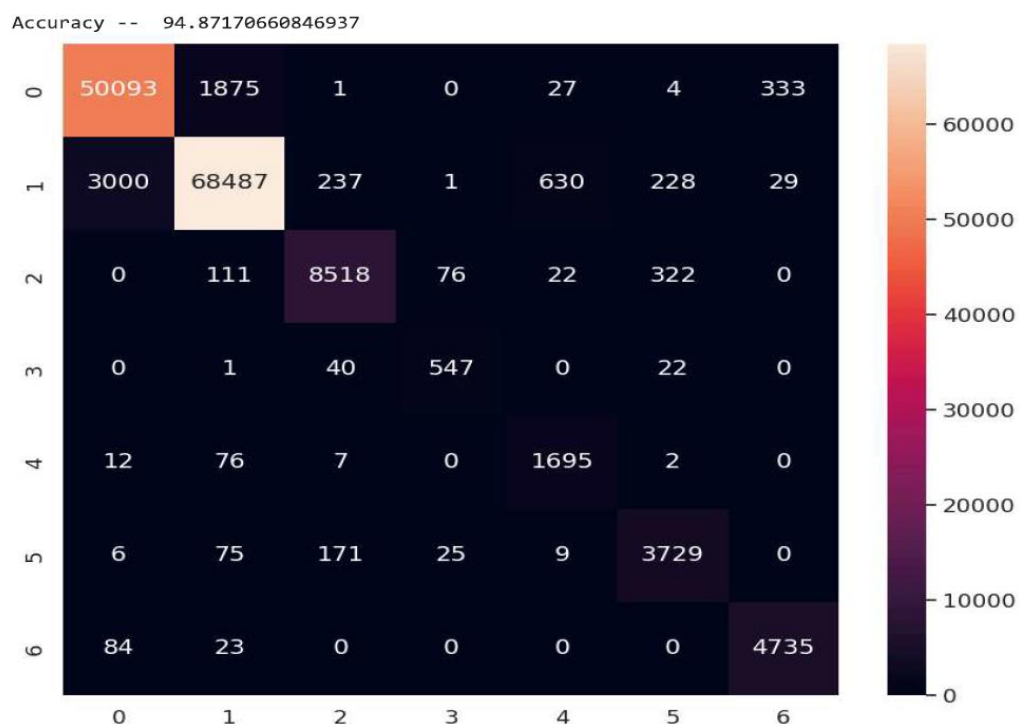 Accuracy -- 94.87170660846937
0 50093 1875 1 0 27 4 333
60000
1 3000 68487 237 1 630 228 29
50000
2 0 111 8518 76 22 322 0
40000
3 0 1 40 547 0 22 0
30000
4 12 76 7 0 1695 2 0
20000
5 6 75 171 25 9 3729 0
10000
6 84 23 0 0 0 0 4735
0
0 1 2 3 4 5 6